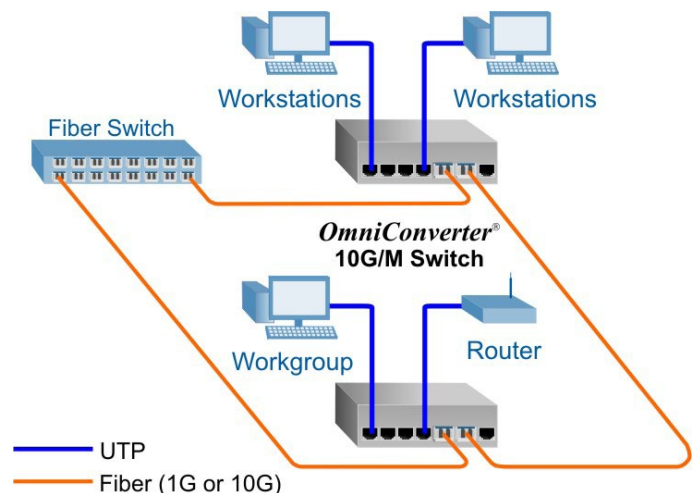 Workstations
Workstations
Fiber Switch
OmniConverter®
10G/M Switch
Workgroup
Router
UTP
Fiber (1G or 10G)